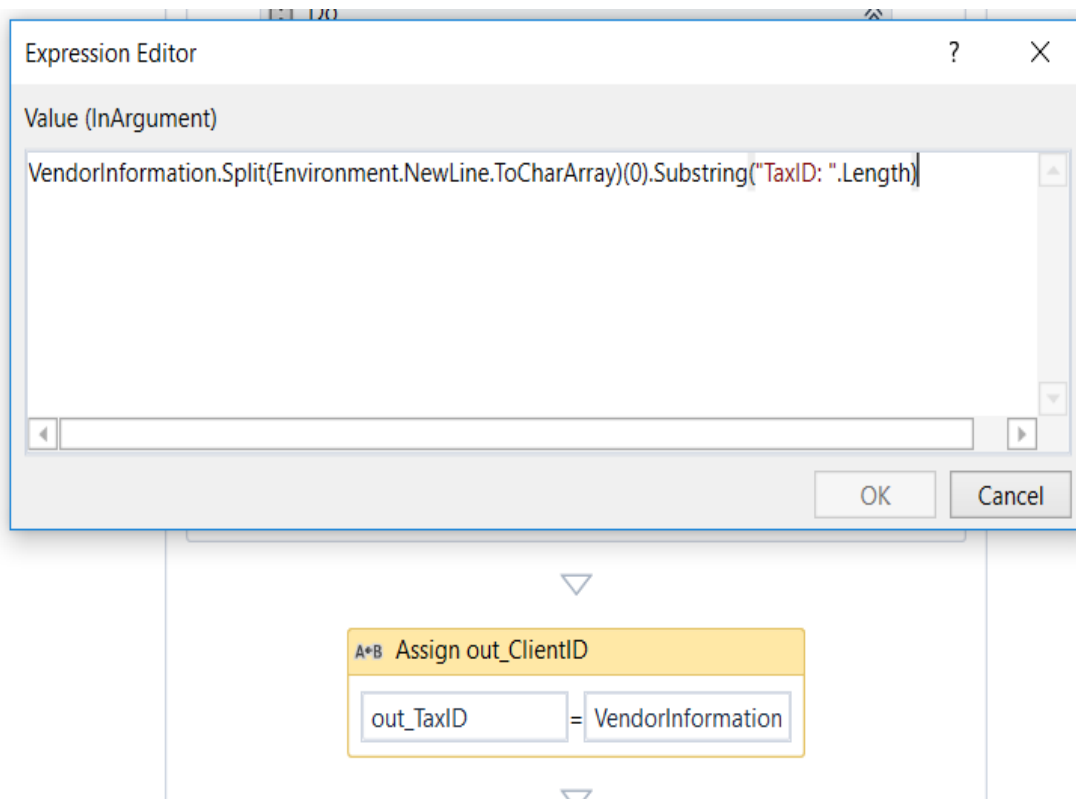 Do
Expression Editor ? X
Value (InArgument)
VendorInformation.Split(Environment.NewLine.ToCharArray)(0).Substring("TaxID: ".Length)
OK Cancel
A+B Assign out_ClientID
out_TaxID = VendorInformation